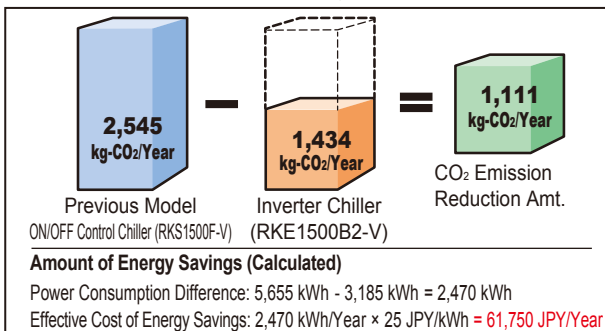 2,545
kg-CO₂/Year
1,434
kg-CO₂/Year
1,111
kg-CO₂/Year
Previous Model
ON/OFF Control Chiller (RKS1500F-V)
Inverter Chiller
(RKE1500B2-V)
CO₂ Emission
Reduction Amt.
Amount of Energy Savings (Calculated)
Power Consumption Difference: 5,655 kWh - 3,185 kWh = 2,470 kWh
Effective Cost of Energy Savings: 2,470 kWh/Year × 25 JPY/kWh = 61,750 JPY/Year